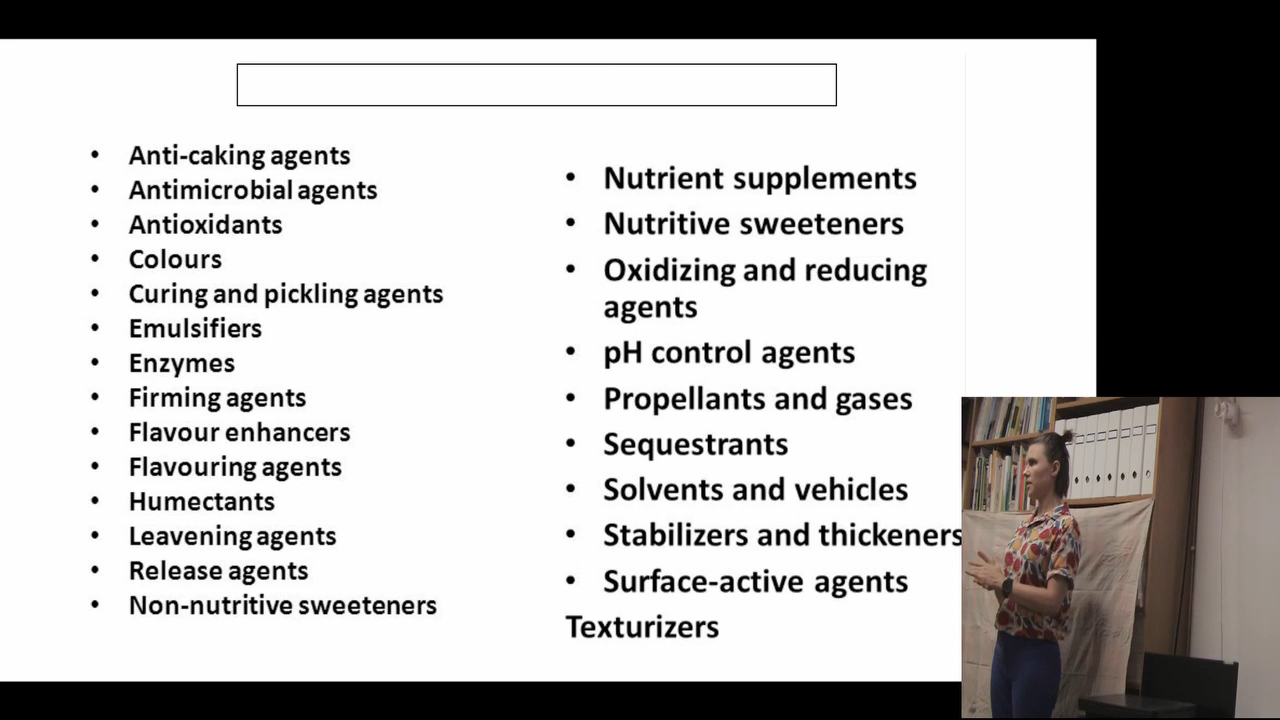 • Anti-caking agents
• Antimicrobial agents
• Antioxidants
• Colours
• Curing and pickling agents
• Emulsifiers
• Enzymes
• Firming agents
• Flavour enhancers
• Flavouring agents
• Humectants
• Leavening agents
• Release agents
• Non-nutritive sweeteners
• Nutrient supplements
• Nutritive sweeteners
• Oxidizing and reducing
agents
• pH control agents
• Propellants and gases
• Sequestrants
• Solvents and vehicles
• Stabilizers and thickeners
• Surface-active agents
Texturizers